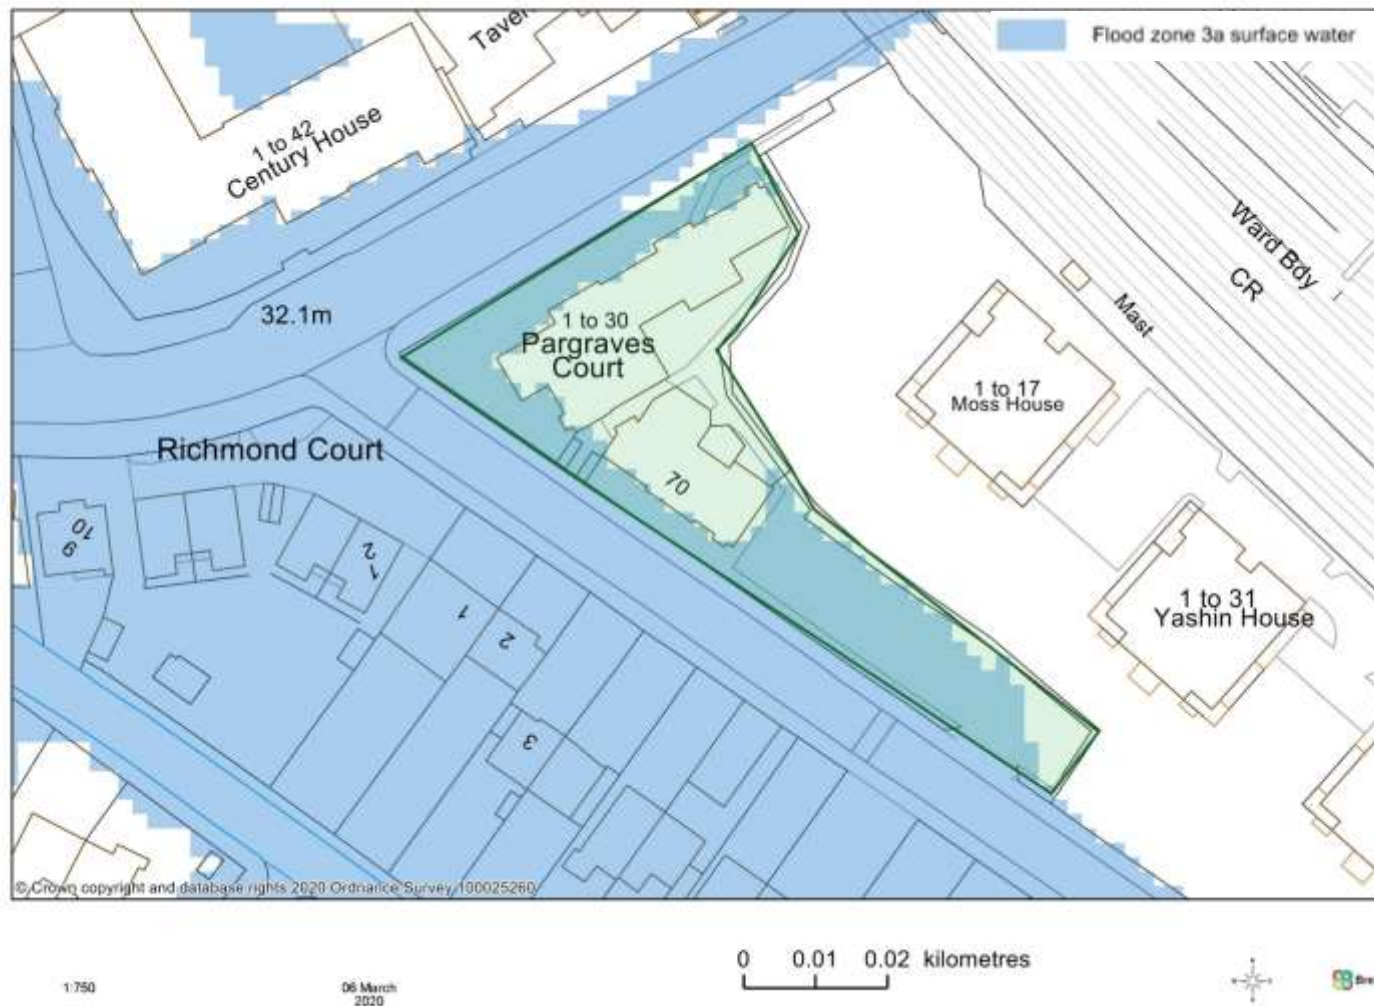 Flood zone 3a surface water
1 to 42
Century House
32.1m
1 to 30
Pargraves
Court
1 to 17
Moss House
Ward Bdy
CR
Mast
Richmond Court
70
9
10
2
1
1
2
3
1 to 31
Yashin House
© Crown copyright and database rights 2020 Ordnance Survey 100025260
0 0.01 0.02 kilometres
1:750
06 March
2020